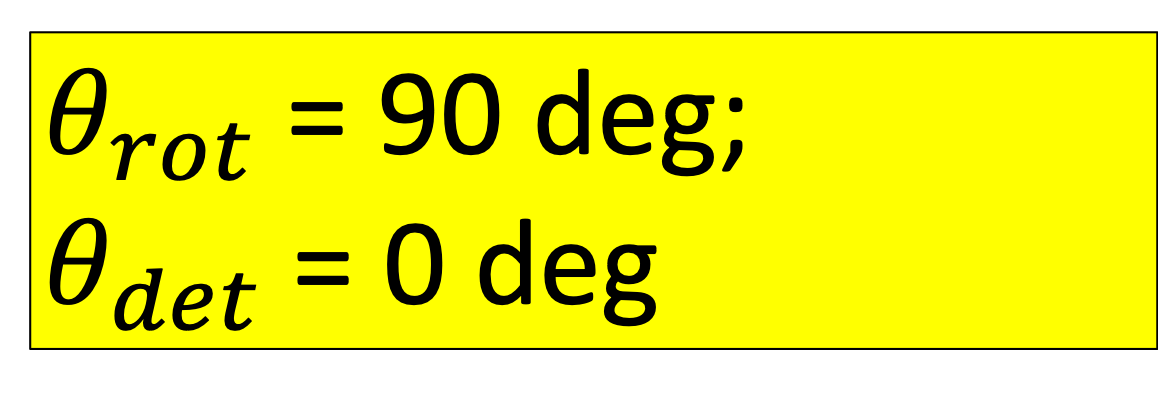 θ_rot = 90 deg;
θ_det = 0 deg